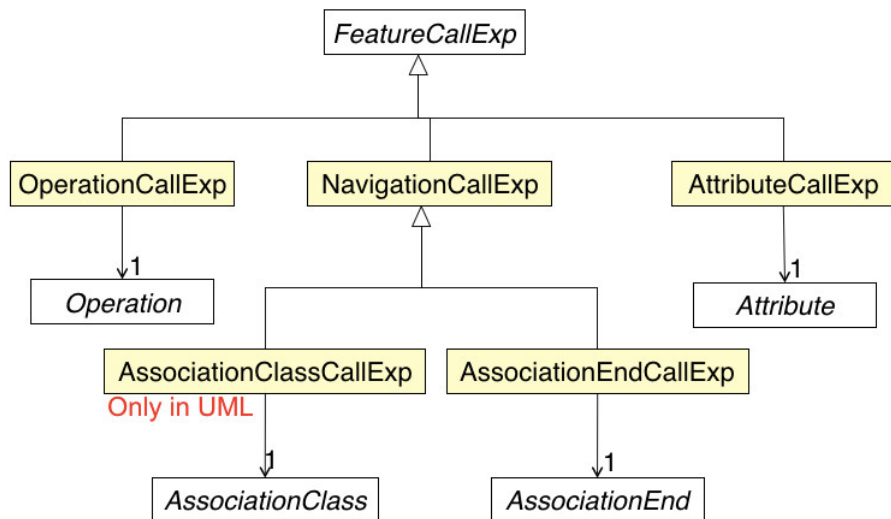 FeatureCallExp
OperationCallExp
NavigationCallExp
AttributeCallExp
1
1
Operation
Attribute
AssociationClassCallExp
AssociationEndCallExp
Only in UML
1
1
AssociationClass
AssociationEnd